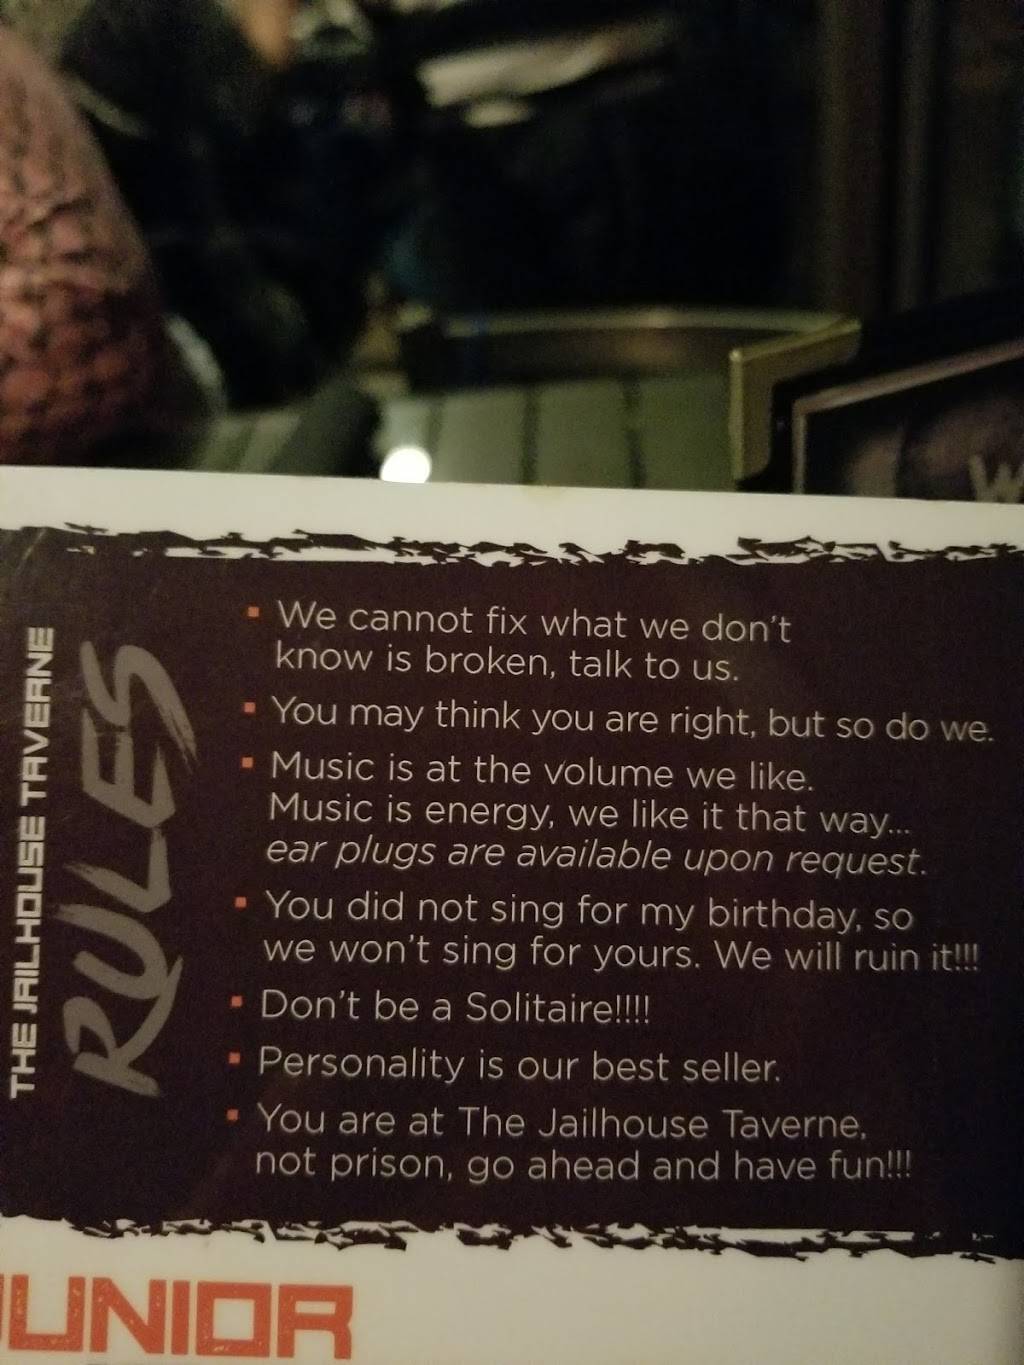 W
THE JAILHOUSE TAVERNE
RULES
▪ We cannot fix what we don't
know is broken, talk to us.
▪ You may think you are right, but so do we.
▪ Music is at the volume we like.
Music is energy, we like it that way...
ear plugs are available upon request.
▪ You did not sing for my birthday, so
we won't sing for yours. We will ruin it!!!
▪ Don't be a Solitaire!!!!
▪ Personality is our best seller.
▪ You are at The Jailhouse Taverne,
not prison, go ahead and have fun!!!
JUNIOR